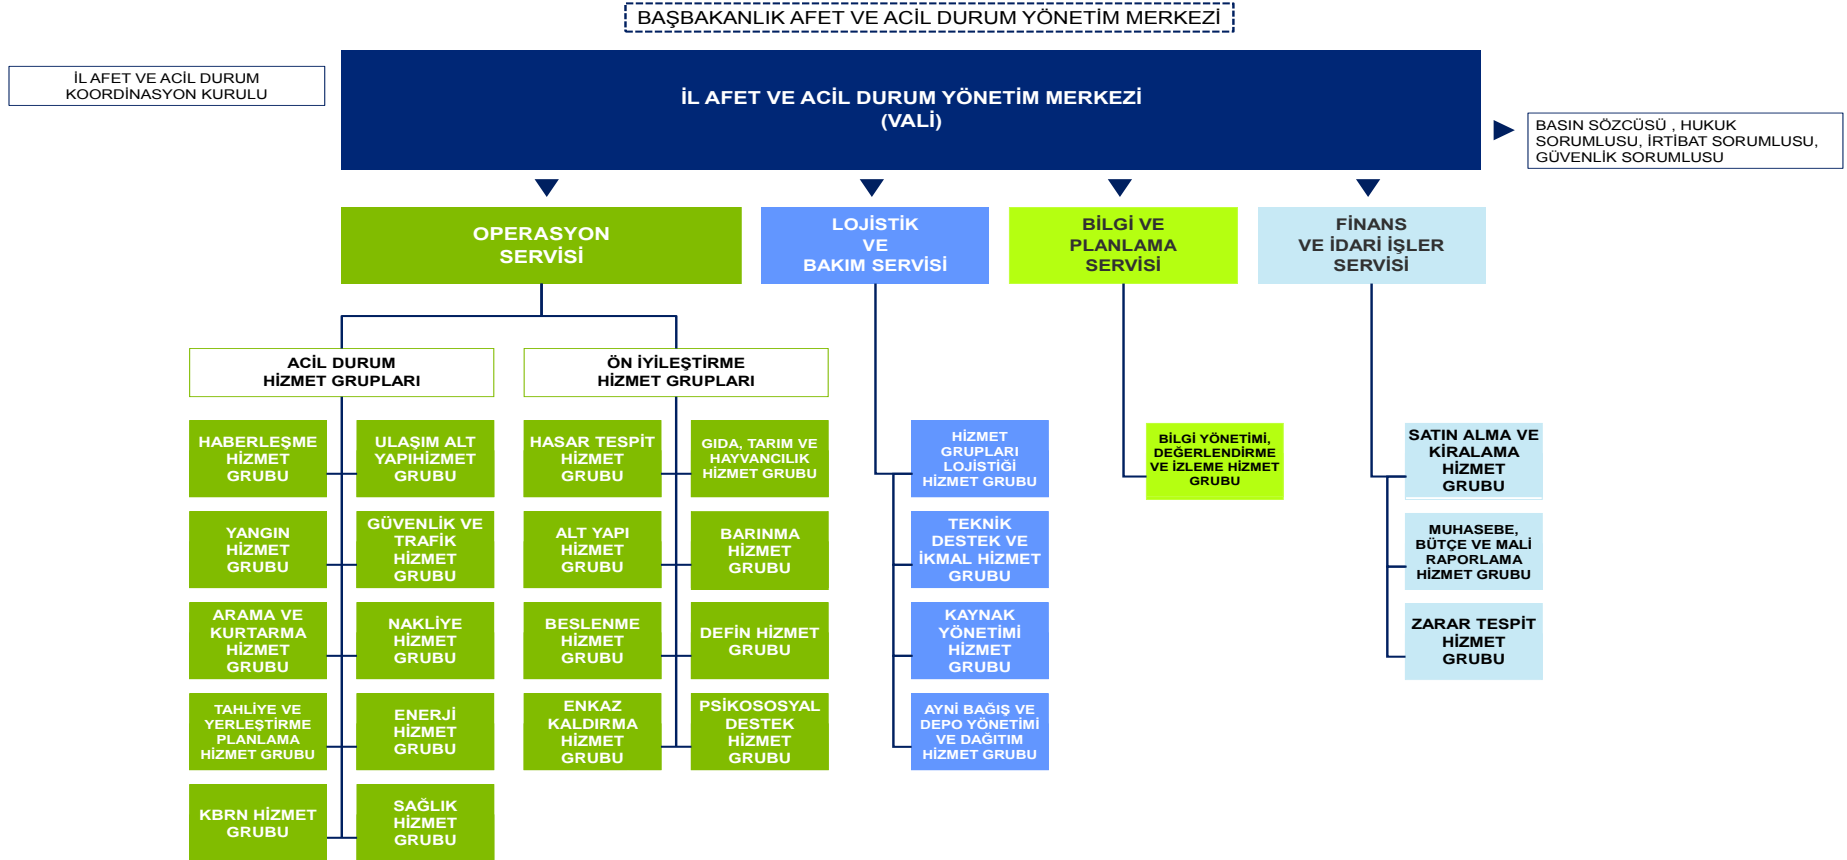 BAŞBAKANLIK AFET VE ACİL DURUM YÖNETİM MERKEZİ
İL AFET VE ACİL DURUM
KOORDİNASYON KURULU
İL AFET VE ACİL DURUM YÖNETİM MERKEZİ
(VALİ)
BASIN SÖZCÜSÜ , HUKUK
SORUMLUSU, İRTİBAT SORUMLUSU,
GÜVENLİK SORUMLUSU
OPERASYON
SERVİSİ
LOJİSTİK
VE
BAKIM SERVİSİ
BİLGİ VE
PLANLAMA
SERVİSİ
FİNANS
VE İDARİ İŞLER
SERVİSİ
ACİL DURUM
HİZMET GRUPLARI
ÖN İYİLEŞTİRME
HİZMET GRUPLARI
HABERLEŞME
HİZMET
GRUBU
ULAŞIM ALT
YAPIHİZMET
GRUBU
HASAR TESPİT
HİZMET
GRUBU
GIDA, TARIM VE
HAYVANCILIK
HİZMET GRUBU
HİZMET
GRUPLARI
LOJİSTİĞİ
HİZMET GRUBU
BİLGİ YÖNETİMİ,
DEĞERLENDİRME
VE İZLEME HİZMET
GRUBU
SATIN ALMA VE
KİRALAMA
HİZMET
GRUBU
YANGIN
HİZMET
GRUBU
GÜVENLİK VE
TRAFİK
HİZMET
GRUBU
ALT YAPI
HİZMET
GRUBU
BARINMA
HİZMET
GRUBU
TEKNİK
DESTEK VE
İKMAL HİZMET
GRUBU
MUHASEBE,
BÜTÇE VE MALİ
RAPORLAMA
HİZMET GRUBU
ARAMA VE
KURTARMA
HİZMET
GRUBU
NAKLİYE
HİZMET
GRUBU
BESLENME
HİZMET
GRUBU
DEFİN HİZMET
GRUBU
KAYNAK
YÖNETİMİ
HİZMET
GRUBU
ZARAR TESPİT
HİZMET
GRUBU
TAHLİYE VE
YERLEŞTİRME
PLANLAMA
HİZMET GRUBU
ENERJİ
HİZMET
GRUBU
ENKAZ
KALDIRMA
HİZMET
GRUBU
PSİKOSOSYAL
DESTEK
HİZMET
GRUBU
AYNİ BAĞIŞ VE
DEPO YÖNETİMİ
VE DAĞITIM
HİZMET GRUBU
KBRN HİZMET
GRUBU
SAĞLIK
HİZMET
GRUBU